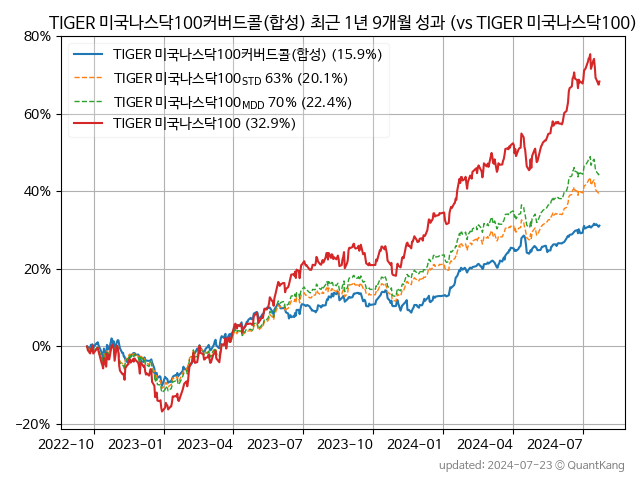 TIGER 미국나스닥100커버드콜(합성) 최근 1년 9개월 성과 (vs TIGER 미국나스닥100)
TIGER 미국나스닥100커버드콜(합성) (15.9%)
TIGER 미국나스닥100STD 63% (20.1%)
TIGER 미국나스닥100MDD 70% (22.4%)
TIGER 미국나스닥100 (32.9%)
80%
60%
40%
20%
0%
−20%
2022-10 2023-01 2023-04 2023-07 2023-10 2024-01 2024-04 2024-07
updated: 2024-07-23 © QuantKang